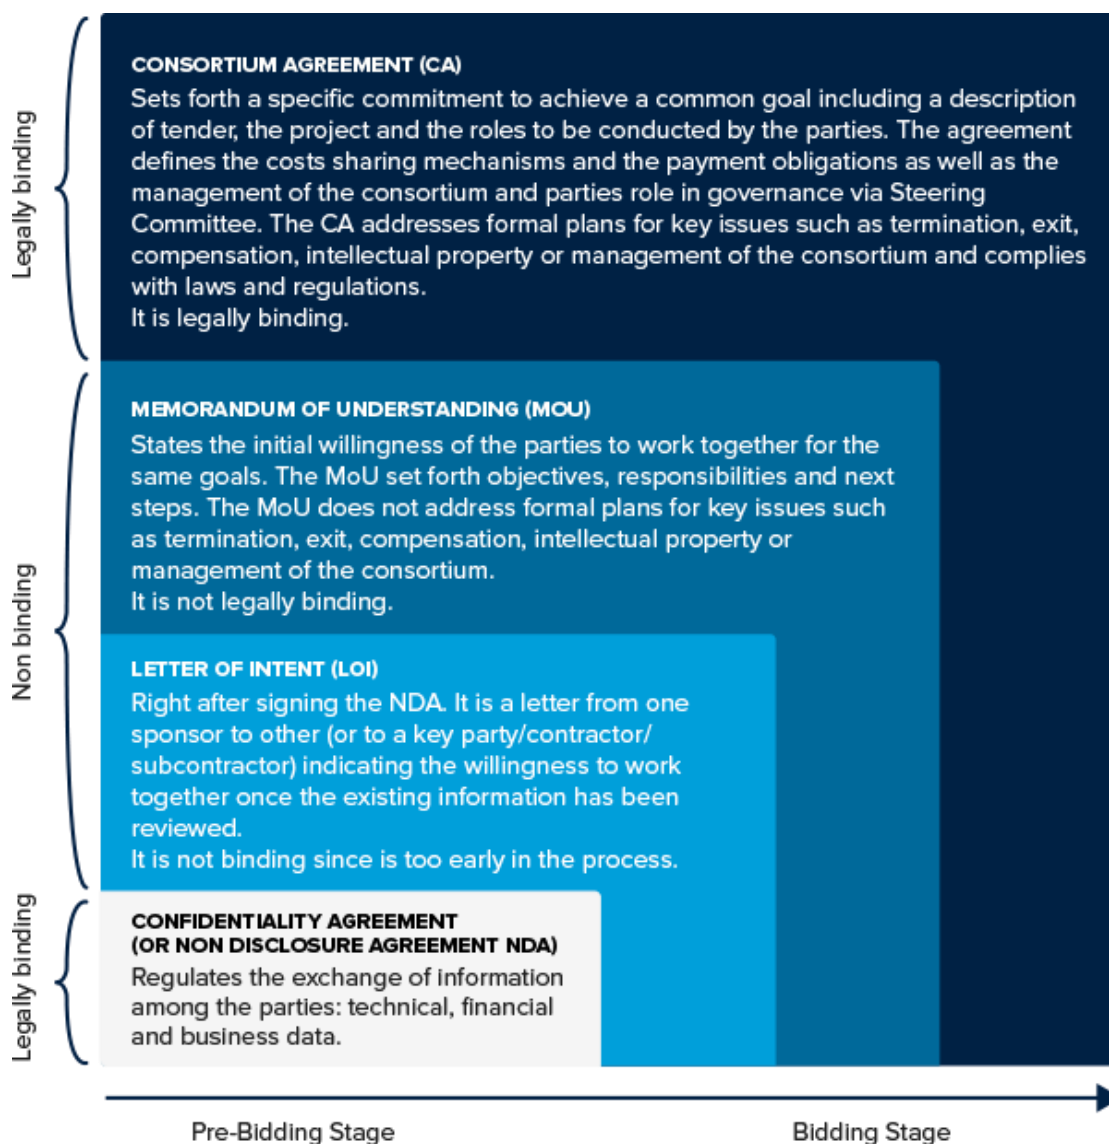 CONSORTIUM AGREEMENT (CA)
Sets forth a specific commitment to achieve a common goal including a description
of tender, the project and the roles to be conducted by the parties. The agreement
defines the costs sharing mechanisms and the payment obligations as well as the
management of the consortium and parties role in governance via Steering
Committee. The CA addresses formal plans for key issues such as termination, exit,
compensation, intellectual property or management of the consortium and complies
with laws and regulations.
It is legally binding.
Legally binding
MEMORANDUM OF UNDERSTANDING (MOU)
States the initial willingness of the parties to work together for the
same goals. The MoU set forth objectives, responsibilities and next
steps. The MoU does not address formal plans for key issues such
as termination, exit, compensation, intellectual property or
management of the consortium.
It is not legally binding.
Non binding
LETTER OF INTENT (LOI)
Right after signing the NDA. It is a letter from one
sponsor to other (or to a key party/contractor/
subcontractor) indicating the willingness to work
together once the existing information has been
reviewed.
It is not binding since is too early in the process.
CONFIDENTIALITY AGREEMENT
(OR NON DISCLOSURE AGREEMENT NDA)
Regulates the exchange of information
among the parties: technical, financial
and business data.
Legally binding
Pre-Bidding Stage
Bidding Stage